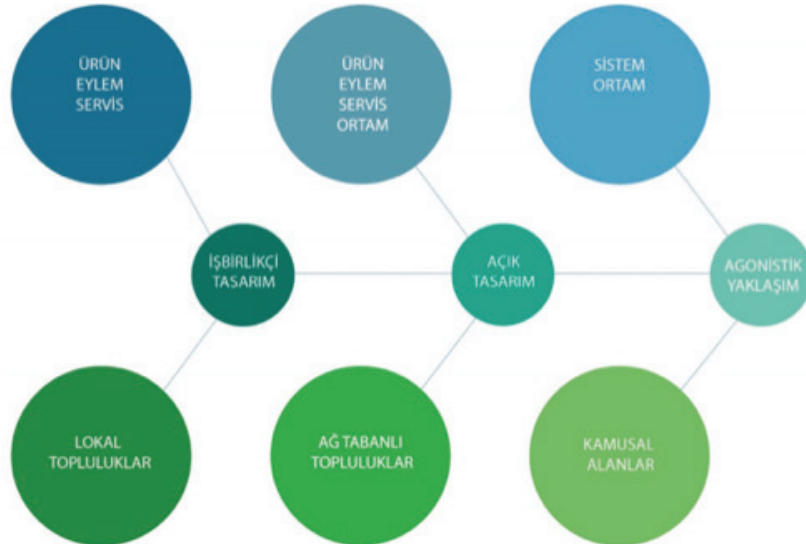 ÜRÜN
EYLEM
SERVİS
ÜRÜN
EYLEM
SERVİS
ORTAM
SİSTEM
ORTAM
İŞBİRLİKÇİ
TASARIM
AÇIK
TASARIM
AGONİSTİK
YAKLAŞIM
LOKAL
TOPLULUKLAR
AĞ TABANLI
TOPLULUKLAR
KAMUSAL
ALANLAR